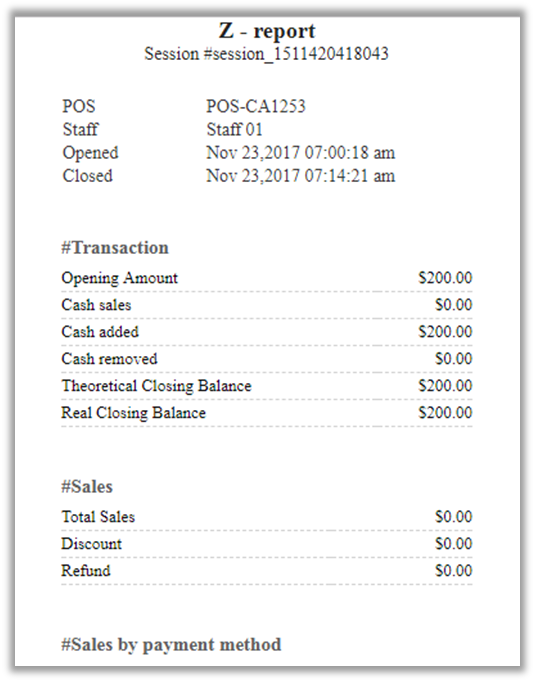 Z - report
Session #session_1511420418043
POS POS-CA1253
Staff Staff 01
Opened Nov 23,2017 07:00:18 am
Closed Nov 23,2017 07:14:21 am
#Transaction
Opening Amount $200.00
Cash sales $0.00
Cash added $200.00
Cash removed $0.00
Theoretical Closing Balance $200.00
Real Closing Balance $200.00
#Sales
Total Sales $0.00
Discount $0.00
Refund $0.00
#Sales by payment method